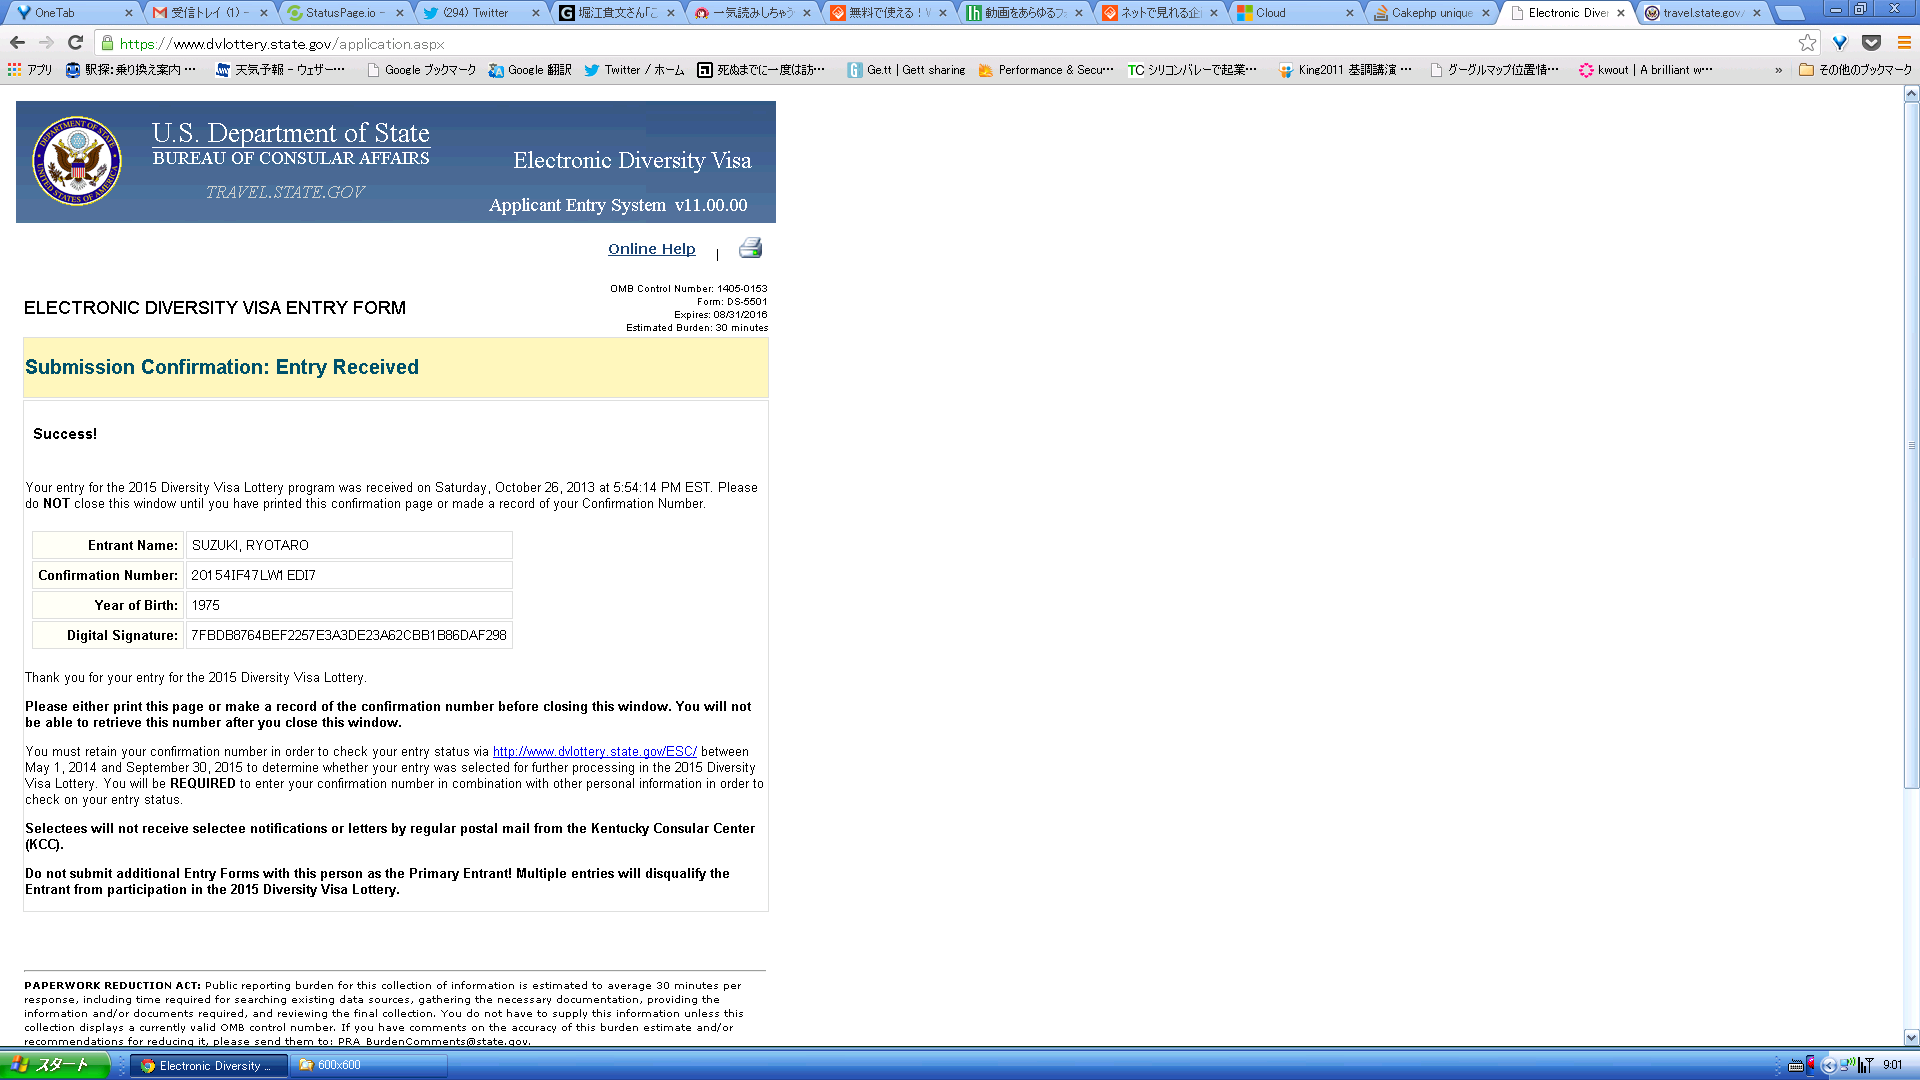 OneTab
受信トレイ (1) -
StatusPage.io -
(294) Twitter
堀江貴文さん「こ
一気読みしちゃう
無料で使える！W
動画をあらゆるフ
ネットで見れる企
Cloud
Cakephp unique
Electronic Diver
travel.state.gov/
https://www.dvlottery.state.gov/application.aspx
アプリ
駅探：乗り換え案内 …
天気予報 - ウェザー…
Google ブックマーク
Google 翻訳
Twitter / ホーム
死ぬまでに一度は訪…
Ge.tt | Gett sharing
Performance & Secu…
TC シリコンバレーで起業…
King2011 基調講演 …
グーグルマップ位置情…
kwout | A brilliant w…
»
その他のブックマーク
U.S. Department of State
BUREAU OF CONSULAR AFFAIRS
TRAVEL.STATE.GOV
Electronic Diversity Visa
Applicant Entry System v11.00.00
Online Help |
OMB Control Number: 1405-0153
Form: DS-5501
Expires: 08/31/2016
Estimated Burden: 30 minutes
ELECTRONIC DIVERSITY VISA ENTRY FORM
Submission Confirmation: Entry Received
Success!
Your entry for the 2015 Diversity Visa Lottery program was received on Saturday, October 26, 2013 at 5:54:14 PM EST. Please
do NOT close this window until you have printed this confirmation page or made a record of your Confirmation Number.
Entrant Name: SUZUKI, RYOTARO
Confirmation Number: 20154IF47LW1EDI7
Year of Birth: 1975
Digital Signature: 7FBDB8764BEF2257E3A3DE23A62CBB1B86DAF298
Thank you for your entry for the 2015 Diversity Visa Lottery.
Please either print this page or make a record of the confirmation number before closing this window. You will not
be able to retrieve this number after you close this window.
You must retain your confirmation number in order to check your entry status via http://www.dvlottery.state.gov/ESC/ between
May 1, 2014 and September 30, 2015 to determine whether your entry was selected for further processing in the 2015 Diversity
Visa Lottery. You will be REQUIRED to enter your confirmation number in combination with other personal information in order to
check on your entry status.
Selectees will not receive selectee notifications or letters by regular postal mail from the Kentucky Consular Center
(KCC).
Do not submit additional Entry Forms with this person as the Primary Entrant! Multiple entries will disqualify the
Entrant from participation in the 2015 Diversity Visa Lottery.
PAPERWORK REDUCTION ACT: Public reporting burden for this collection of information is estimated to average 30 minutes per
response, including time required for searching existing data sources, gathering the necessary documentation, providing the
information and/or documents required, and reviewing the final collection. You do not have to supply this information unless this
collection displays a currently valid OMB control number. If you have comments on the accuracy of this burden estimate and/or
recommendations for reducing it, please send them to: PRA_BurdenComments@state.gov.
スタート
Electronic Diversity ...
600x600
9:01